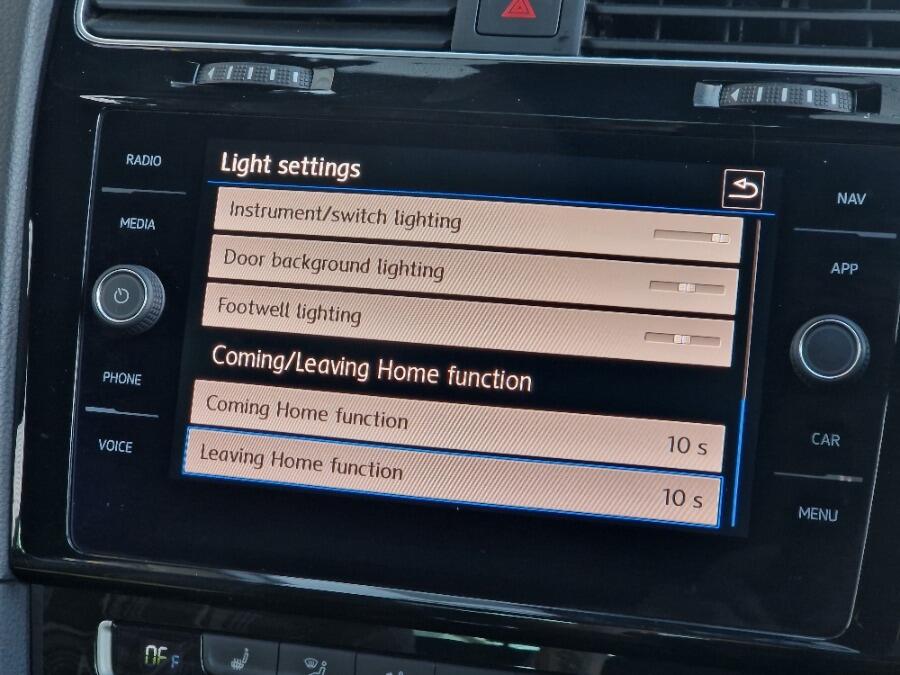 RADIO
MEDIA
PHONE
VOICE
Light settings
Instrument/switch lighting
Door background lighting
Footwell lighting
Coming/Leaving Home function
Coming Home function 10 s
Leaving Home function 10 s
NAV
APP
CAR
MENU
OFF